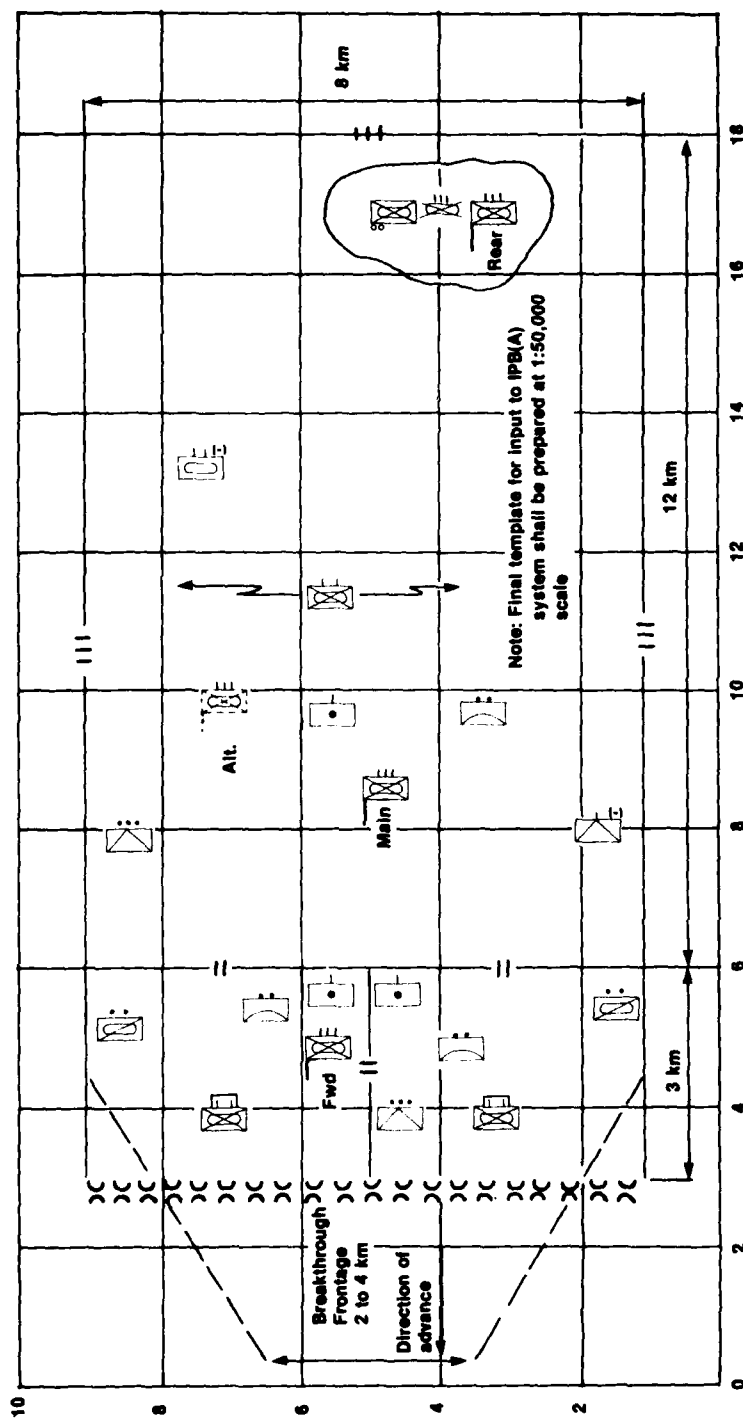 8 km
Rear
Note: Final template for input to IPB(A)
system shall be prepared at 1:50,000
scale
12 km
Alt.
Main
Fwd
3 km
Breakthrough
Frontage
2 to 4 km
Direction of
advance
10
8
6
4
2
0
2
4
6
8
10
12
14
16
18